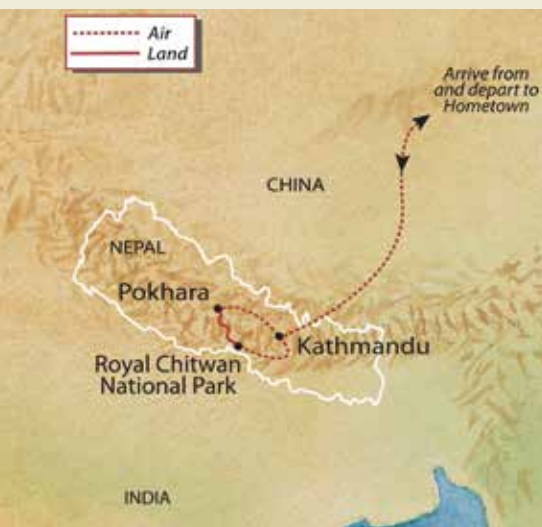 Air
Land
Arrive from
and depart to
Hometown
CHINA
NEPAL
Pokhara
Kathmandu
Royal Chitwan
National Park
INDIA